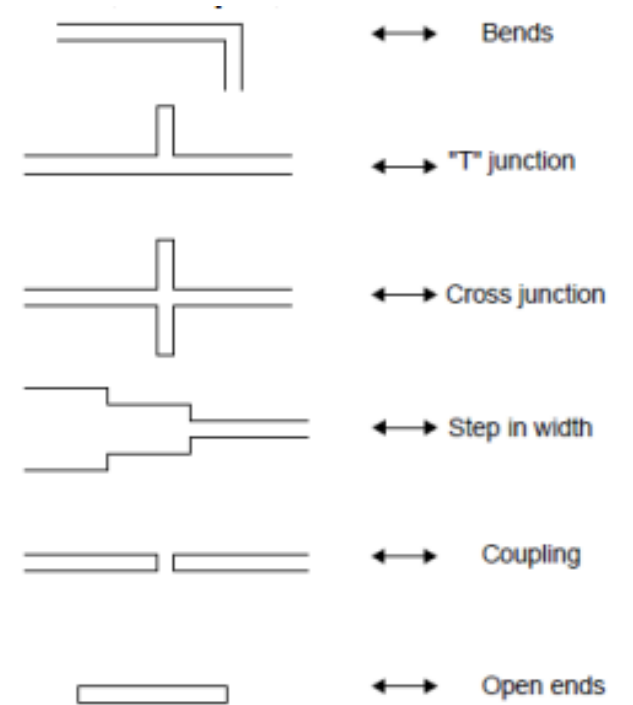 Bends
"T" junction
Cross junction
Step in width
Coupling
Open ends